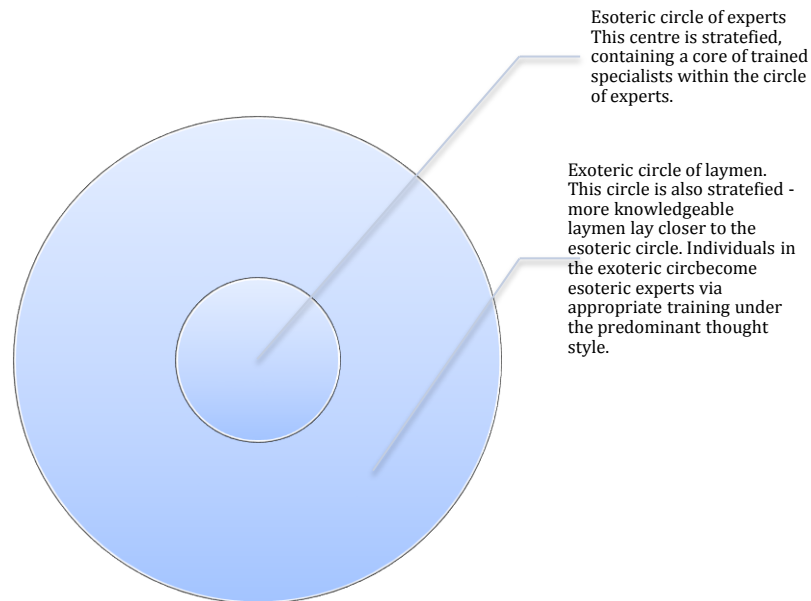 Esoteric circle of experts
This centre is stratefied,
containing a core of trained
specialists within the circle
of experts.
Exoteric circle of laymen.
This circle is also stratefied -
more knowledgeable
laymen lay closer to the
esoteric circle. Individuals in
the exoteric circbecome
esoteric experts via
appropriate training under
the predominant thought
style.